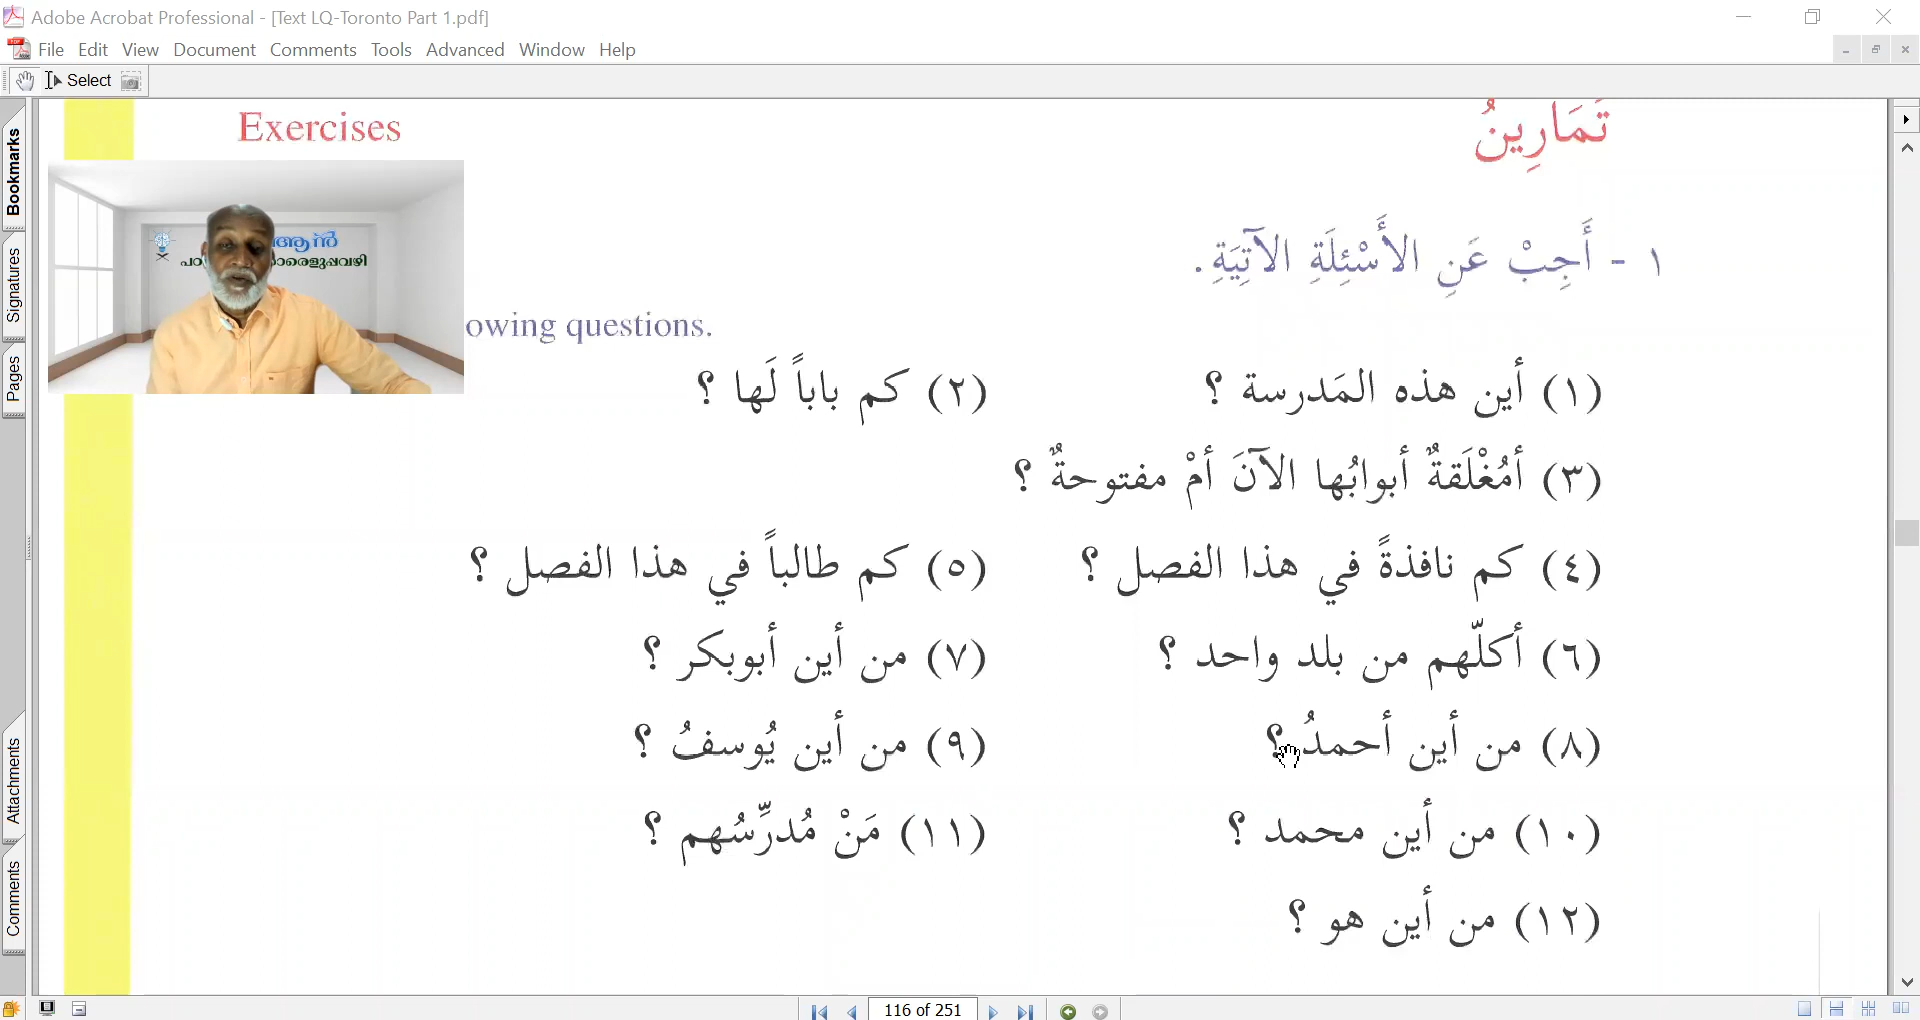 Adobe Acrobat Professional - [Text LQ-Toronto Part 1.pdf]
File Edit View Document Comments Tools Advanced Window Help
Select
Bookmarks
Signatures
Pages
Attachments
Comments
Exercises
تَمَارِينُ
١ - أَجِبْ عَنِ الأَسْئِلَةِ الآتِيَةِ .
owing questions.
(١) أين هذه المَدرسة ؟ (٢) كم باباً لَها ؟
(٣) أمُغْلَقةٌ أبوابُها الآنَ أمْ مفتوحةٌ ؟
(٤) كم نافذةً في هذا الفصل ؟ (٥) كم طالباً في هذا الفصل ؟
(٦) أكلّهم من بلد واحد ؟ (٧) من أين أبوبكر ؟
(٨) من أين أحمدُ ؟ (٩) من أين يُوسفُ ؟
(١٠) من أين محمد ؟ (١١) مَنْ مُدرِّسُهم ؟
(١٢) من أين هو ؟
116 of 251